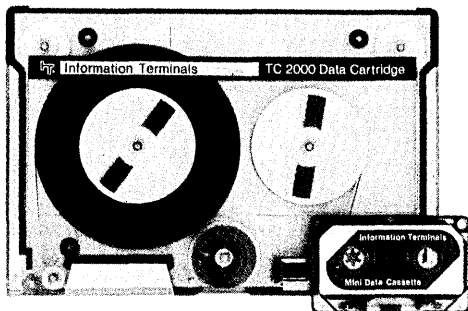 Information Terminals TC 2000 Data Cartridge
Information Terminals
Mini Data Cassette